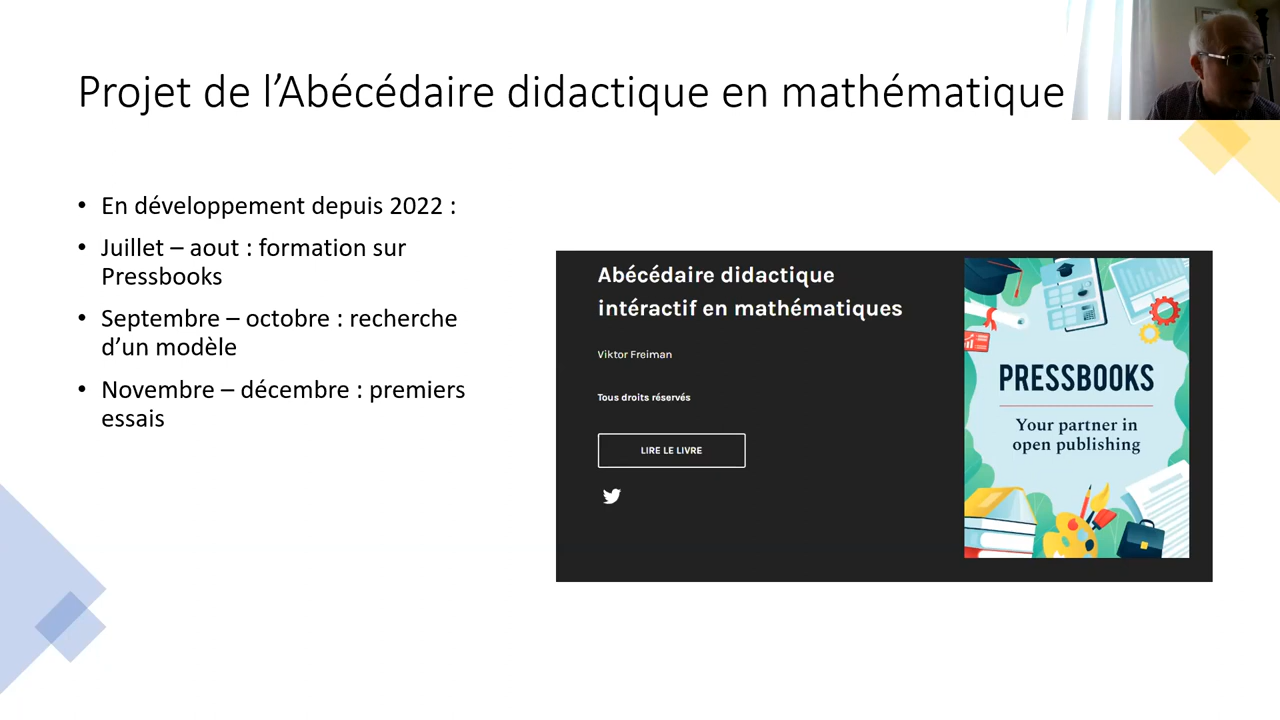 Projet de l’Abécédaire didactique en mathématique
• En développement depuis 2022 :
• Juillet – aout : formation sur
Pressbooks
• Septembre – octobre : recherche
d’un modèle
• Novembre – décembre : premiers
essais
Abécédaire didactique
intéractif en mathématiques
Viktor Freiman
Tous droits réservés
LIRE LE LIVRE
PRESSBOOKS
Your partner in
open publishing